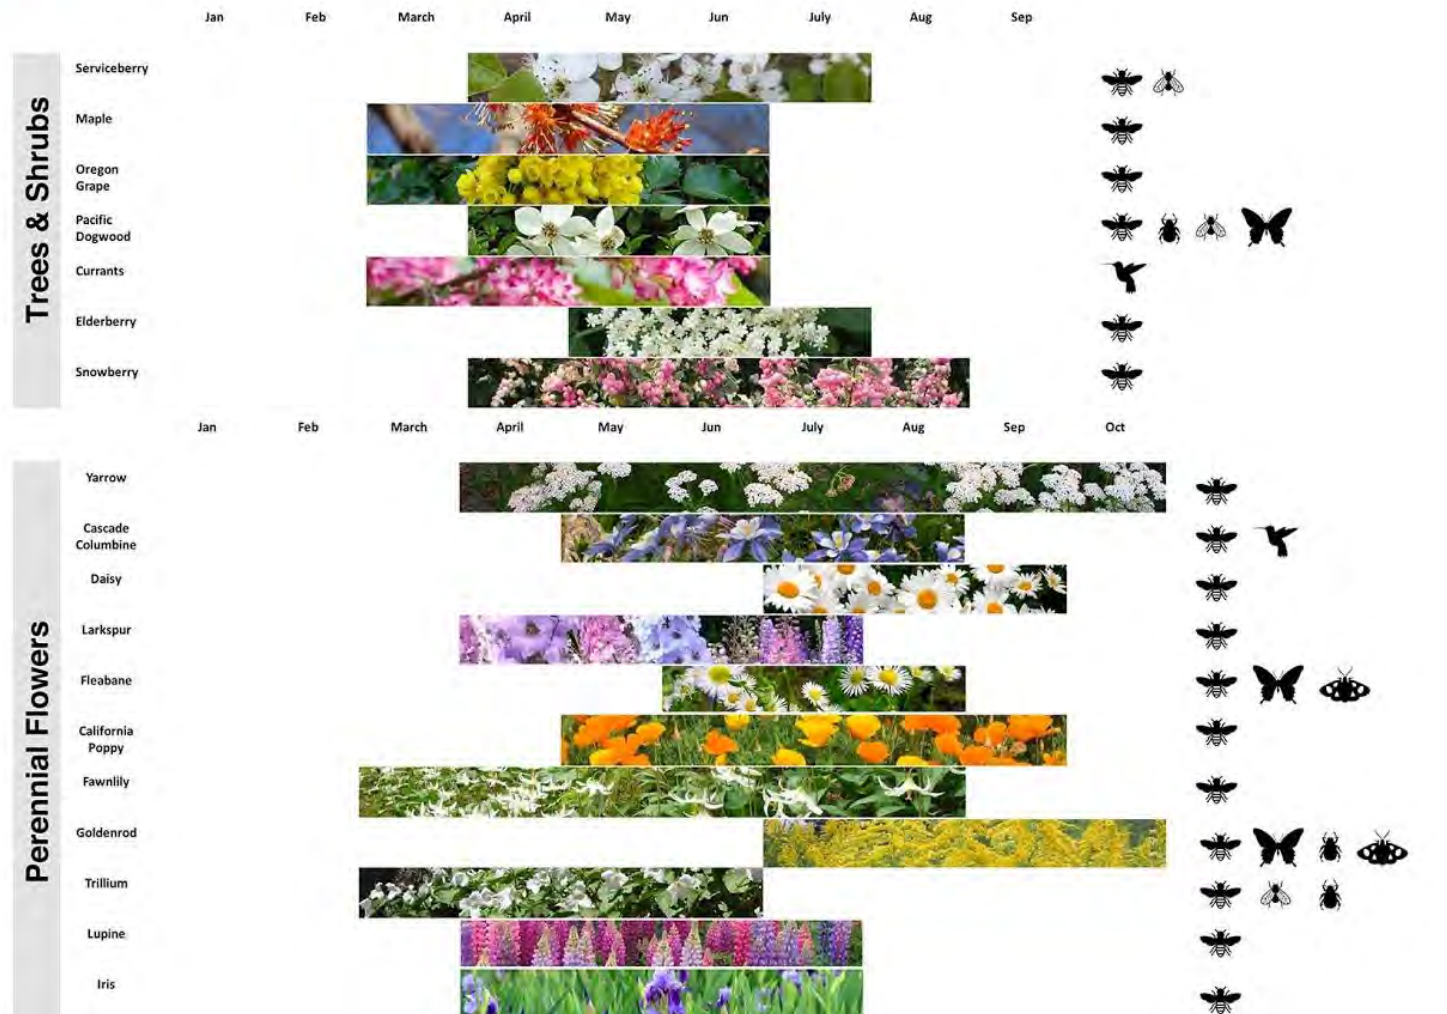 Jan Feb March April May Jun July Aug Sep
Trees & Shrubs
Serviceberry
Maple
Oregon
Grape
Pacific
Dogwood
Currants
Elderberry
Snowberry
Jan Feb March April May Jun July Aug Sep Oct
Perennial Flowers
Yarrow
Cascade
Columbine
Daisy
Larkspur
Fleabane
California
Poppy
Fawnlily
Goldenrod
Trillium
Lupine
Iris